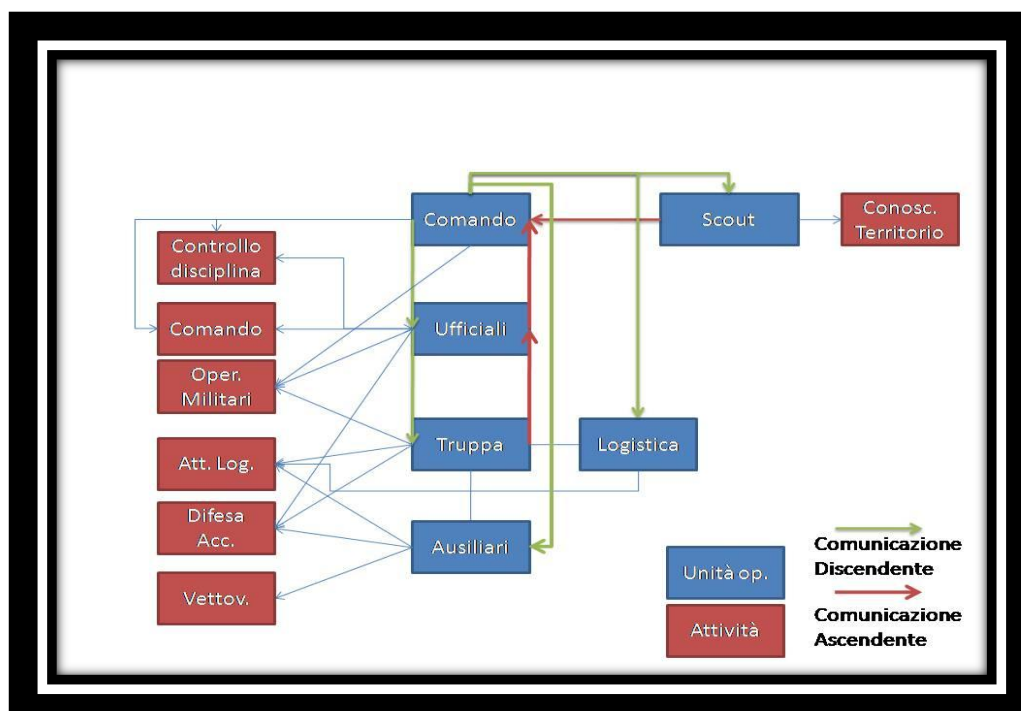 Comando
Scout
Conosc.
Territorio
Controllo
disciplina
Comando
Ufficiali
Oper.
Militari
Att. Log.
Truppa
Logistica
Difesa
Acc.
Ausiliari
Vettov.
Unità op.
Comunicazione
Discendente
Attività
Comunicazione
Ascendente